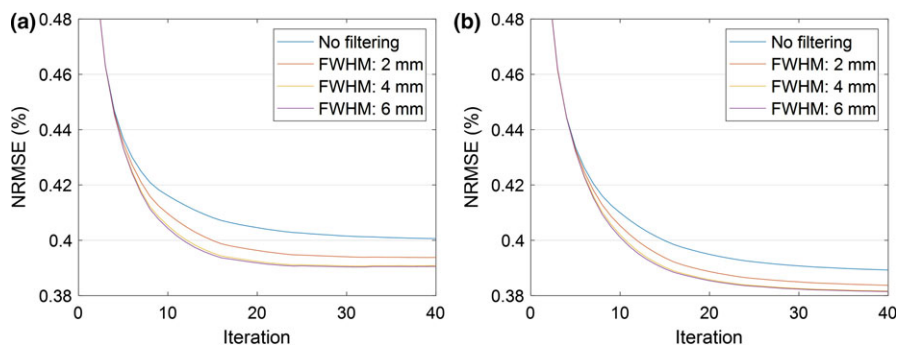 (a)
0.48
0.46
0.44
0.42
0.4
0.38
NRMSE (%)
0 10 20 30 40
Iteration
No filtering
FWHM: 2 mm
FWHM: 4 mm
FWHM: 6 mm
(b)
0.48
0.46
0.44
0.42
0.4
0.38
NRMSE (%)
0 10 20 30 40
Iteration
No filtering
FWHM: 2 mm
FWHM: 4 mm
FWHM: 6 mm